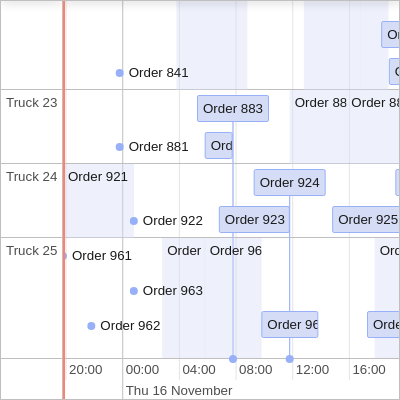 Order 841
Truck 23
Order 883
Order 88
Order 88
Order 881
Ord
Truck 24
Order 921
Order 924
Order 922
Order 923
Order 925
Truck 25
Order 961
Order
Order 96
Ord
Order 963
Order 962
Order 96
Orde
20:00
00:00
04:00
08:00
12:00
16:00
Thu 16 November